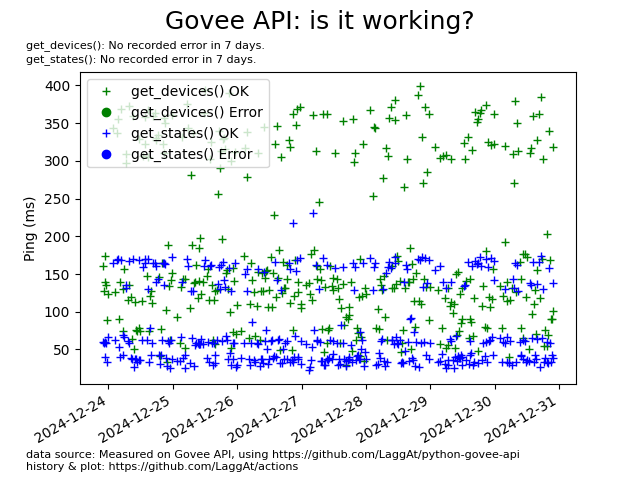 Govee API: is it working?
get_devices(): No recorded error in 7 days.
get_states(): No recorded error in 7 days.
400
350
300
250
200
150
100
50
Ping (ms)
get_devices() OK
get_devices() Error
get_states() OK
get_states() Error
2024-12-24
2024-12-25
2024-12-26
2024-12-27
2024-12-28
2024-12-29
2024-12-30
2024-12-31
data source: Measured on Govee API, using https://github.com/LaggAt/python-govee-api
history & plot: https://github.com/LaggAt/actions